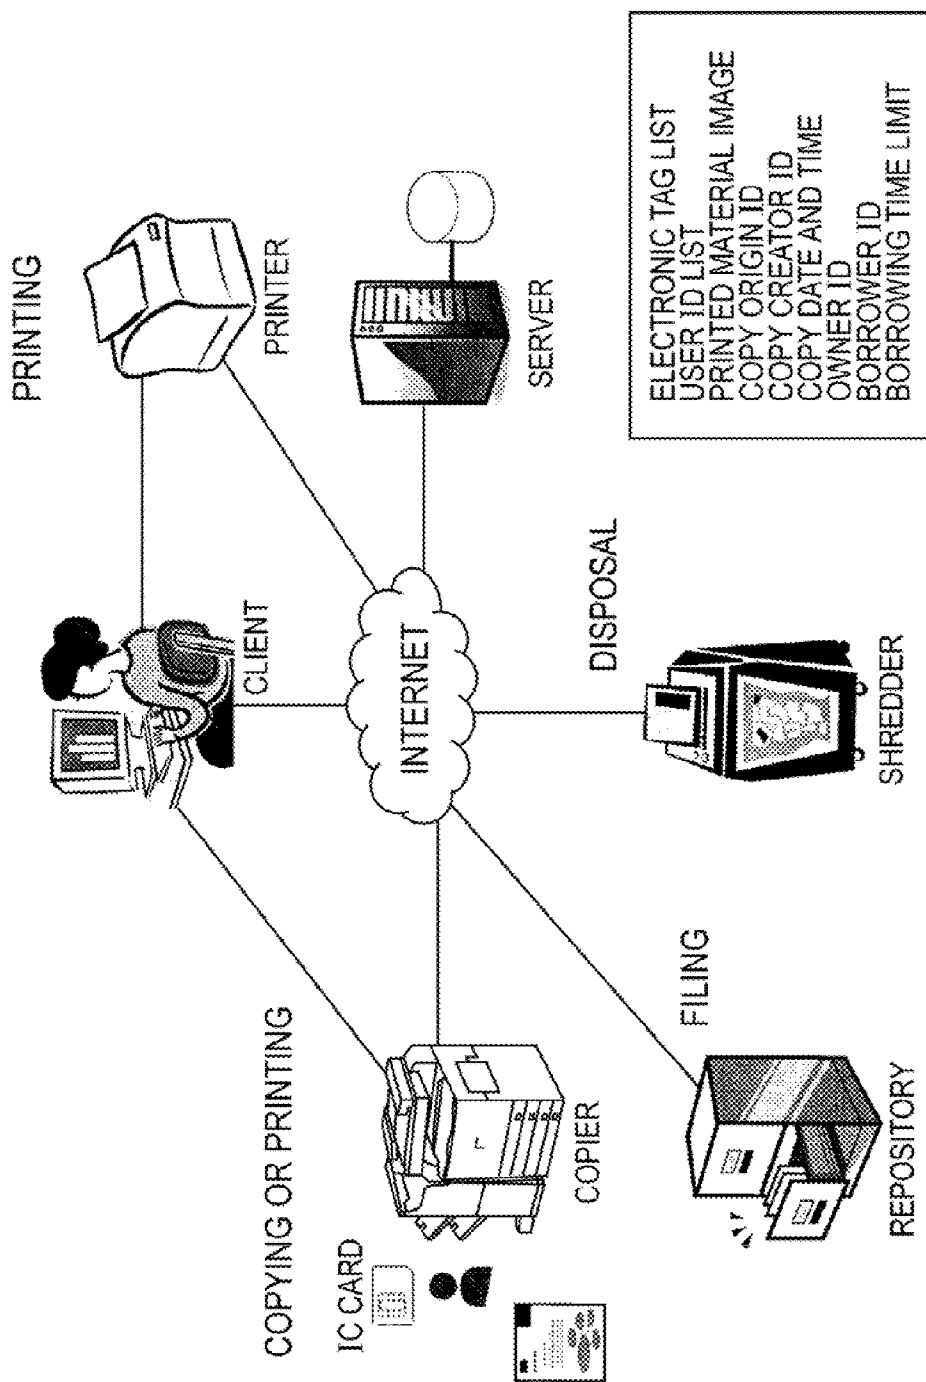 PRINTING
PRINTER
CLIENT
COPYING OR PRINTING
IC CARD
COPIER
INTERNET
SERVER
DISPOSAL
SHREDDER
FILING
REPOSITORY
ELECTRONIC TAG LIST
USER ID LIST
PRINTED MATERIAL IMAGE
COPY ORIGIN ID
COPY CREATOR ID
COPY DATE AND TIME
OWNER ID
BORROWER ID
BORROWING TIME LIMIT